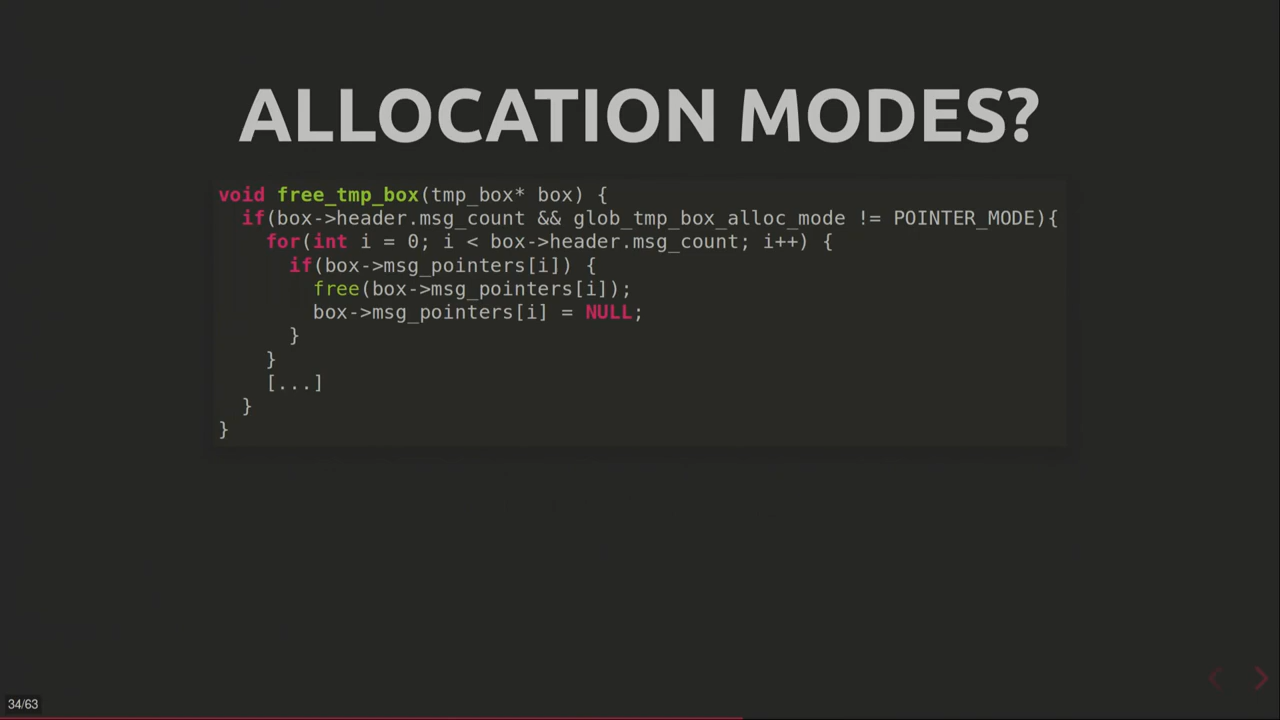 ALLOCATION MODES?
void free_tmp_box(tmp_box* box) {
  if(box->header.msg_count && glob_tmp_box_alloc_mode != POINTER_MODE){
    for(int i = 0; i < box->header.msg_count; i++) {
      if(box->msg_pointers[i]) {
        free(box->msg_pointers[i]);
        box->msg_pointers[i] = NULL;
      }
    }
    [...]
  }
}
34/63